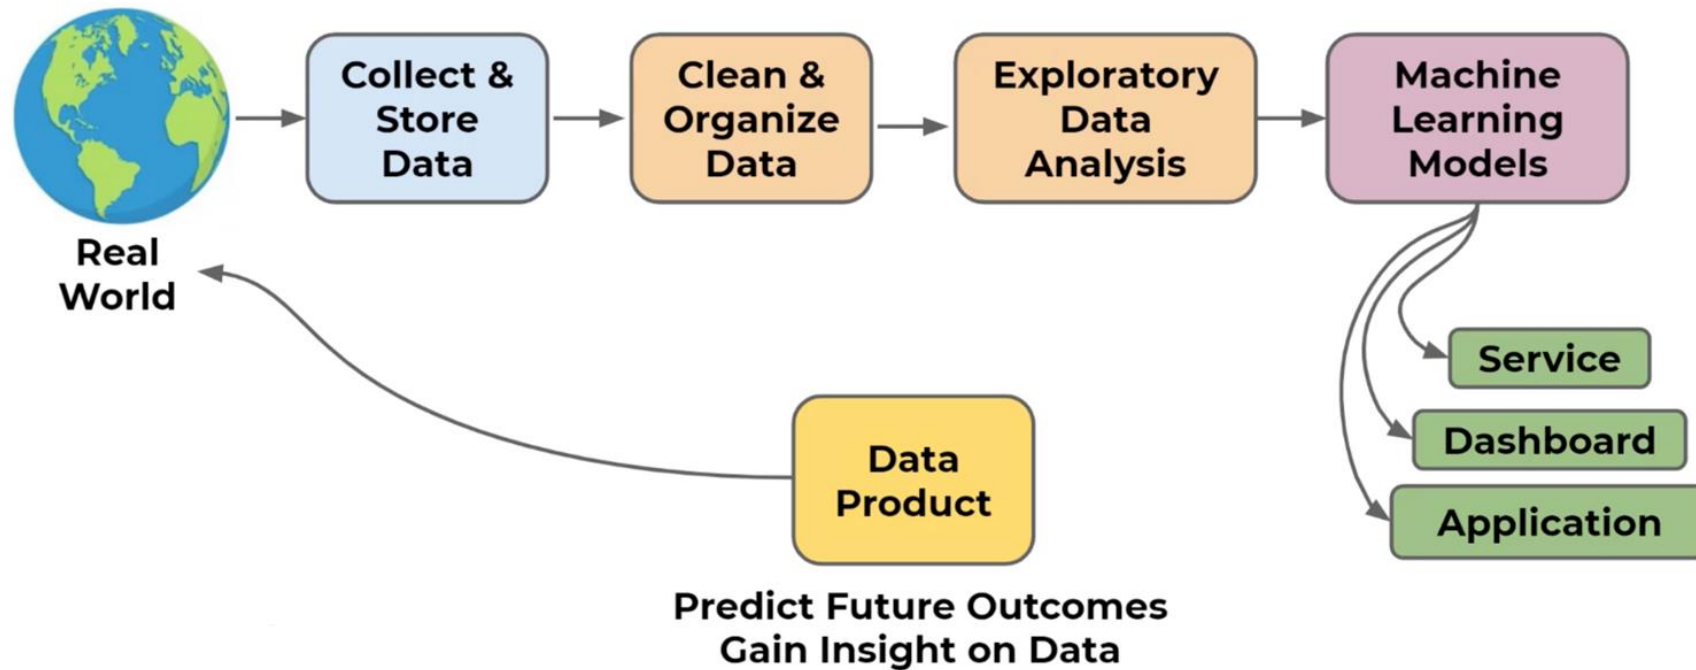 Real
World
Collect &
Store
Data
Clean &
Organize
Data
Exploratory
Data
Analysis
Machine
Learning
Models
Service
Dashboard
Application
Data
Product
Predict Future Outcomes
Gain Insight on Data